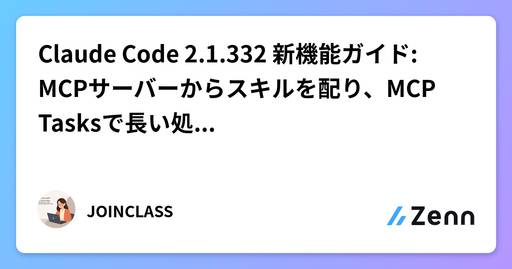 Claude Code 2.1.332 新機能ガイド:
MCPサーバーからスキルを配り、MCP
Tasksで長い処...
JOINCLASS
Zenn